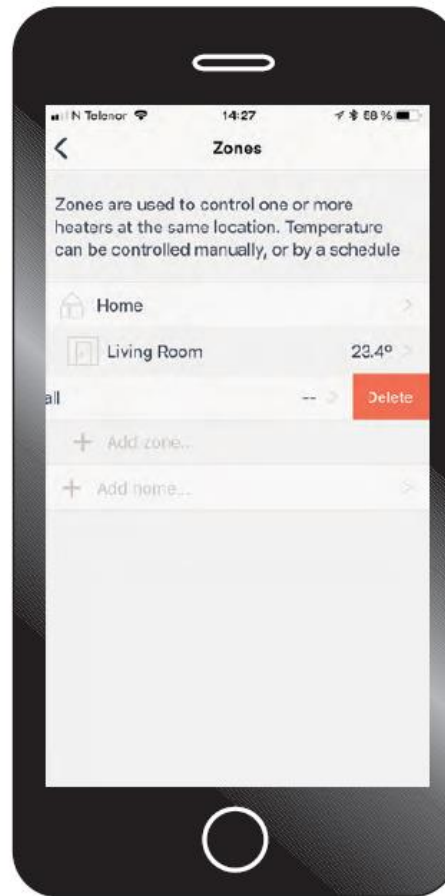 N Telenor 14:27 58 %
Zones
Zones are used to control one or more
heaters at the same location. Temperature
can be controlled manually, or by a schedule
Home
Living Room 23.4°
all -- Delete
+ Add zone...
+ Add home...